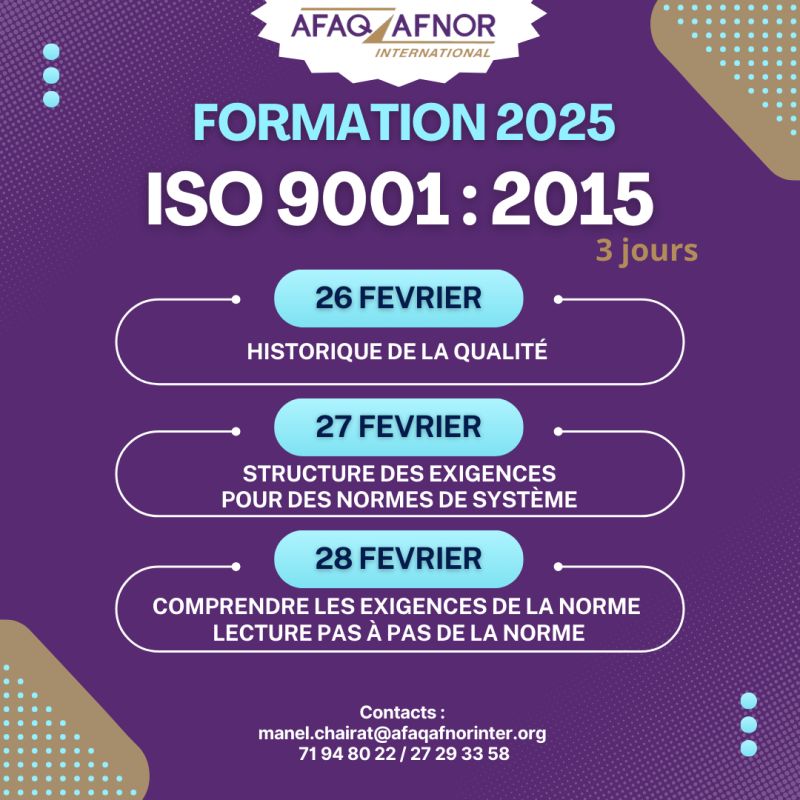 AFAQ AFNOR
INTERNATIONAL
FORMATION 2025
ISO 9001 : 2015
3 jours
26 FEVRIER
HISTORIQUE DE LA QUALITÉ
27 FEVRIER
STRUCTURE DES EXIGENCES
POUR DES NORMES DE SYSTÈME
28 FEVRIER
COMPRENDRE LES EXIGENCES DE LA NORME
LECTURE PAS À PAS DE LA NORME
Contacts :
manel.chairat@afaqafnorinter.org
71 94 80 22 / 27 29 33 58